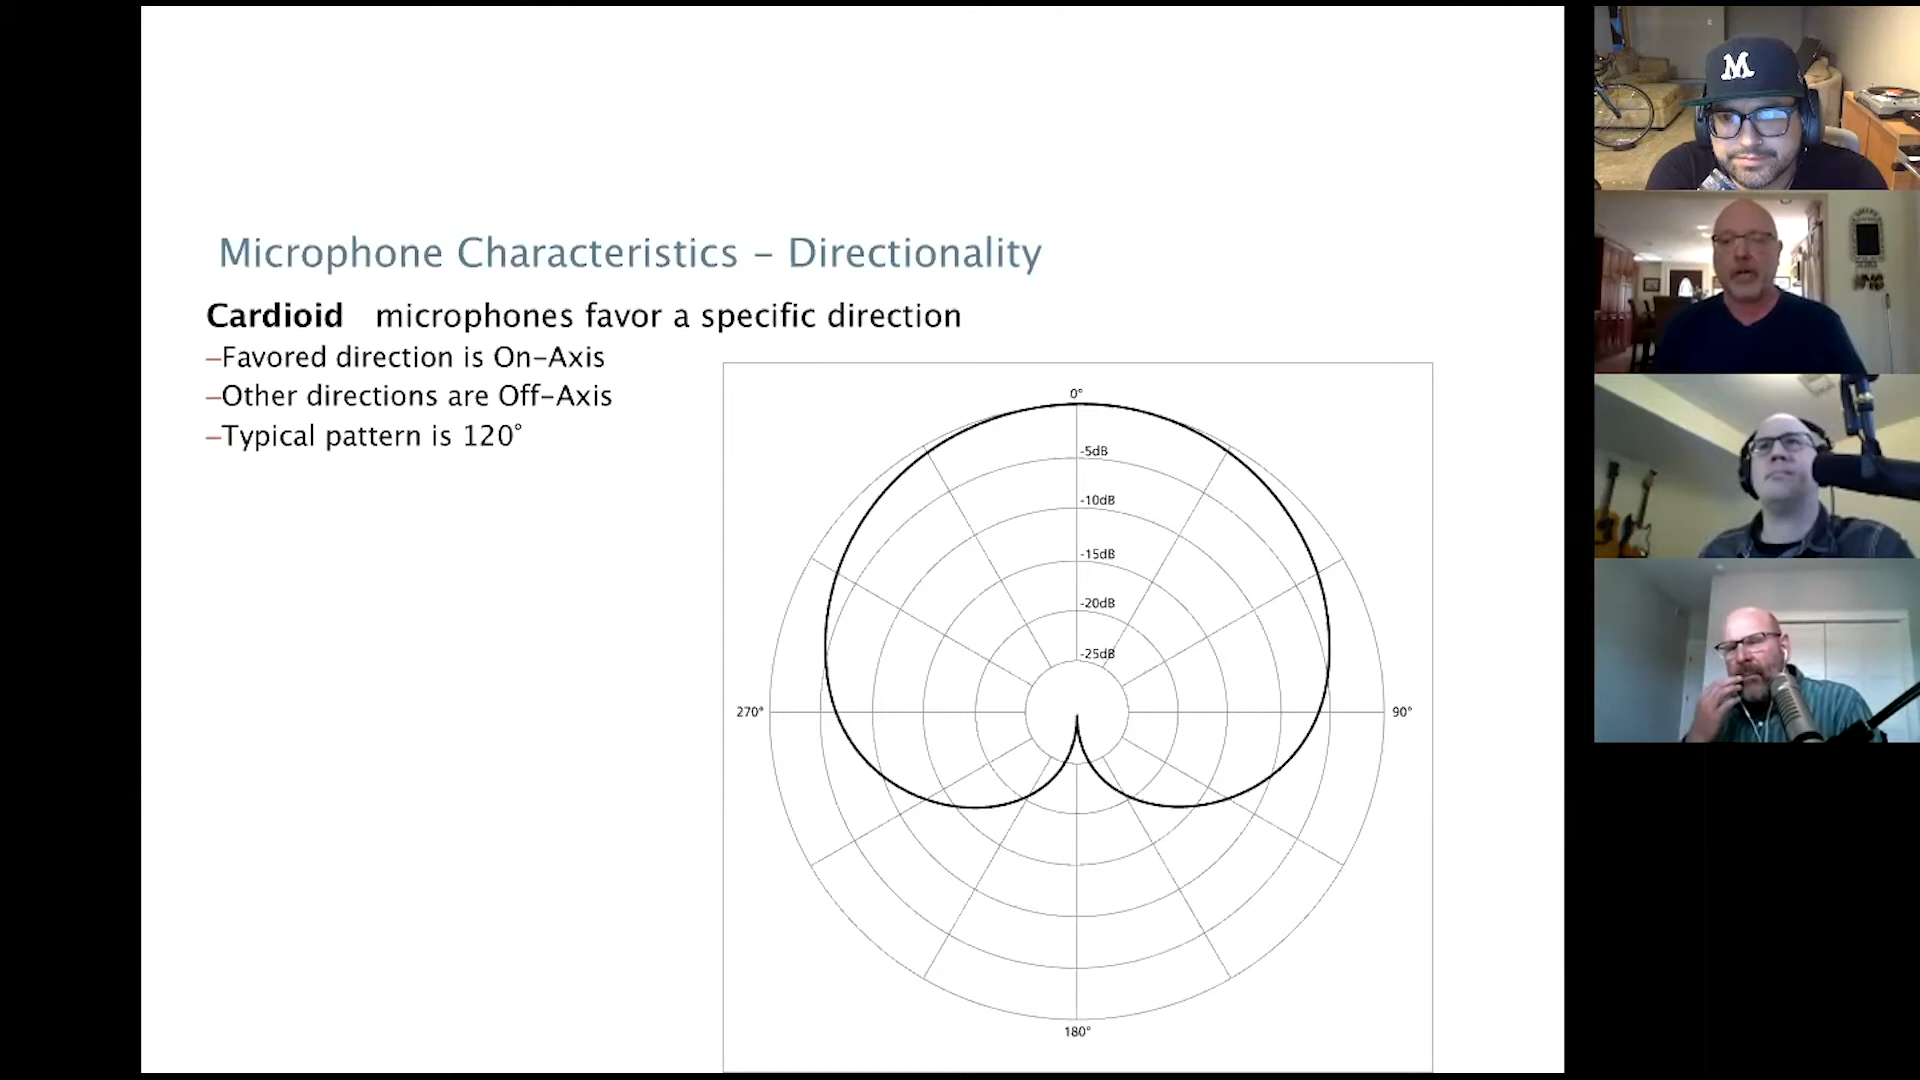 Microphone Characteristics – Directionality
Cardioid microphones favor a specific direction
–Favored direction is On–Axis
–Other directions are Off–Axis
–Typical pattern is 120°
0°
-5dB
-10dB
-15dB
-20dB
-25dB
270°
90°
180°
M